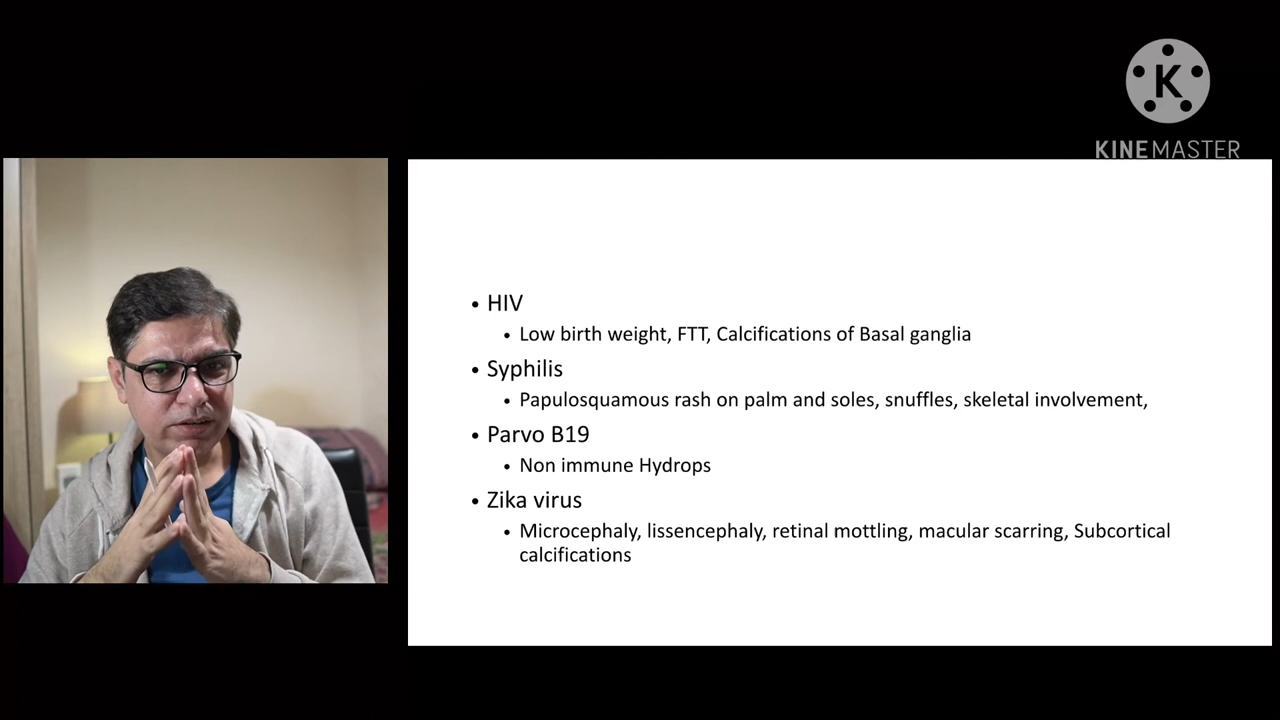 K
KINEMASTER
• HIV
• Low birth weight, FTT, Calcifications of Basal ganglia
• Syphilis
• Papulosquamous rash on palm and soles, snuffles, skeletal involvement,
• Parvo B19
• Non immune Hydrops
• Zika virus
• Microcephaly, lissencephaly, retinal mottling, macular scarring, Subcortical
calcifications